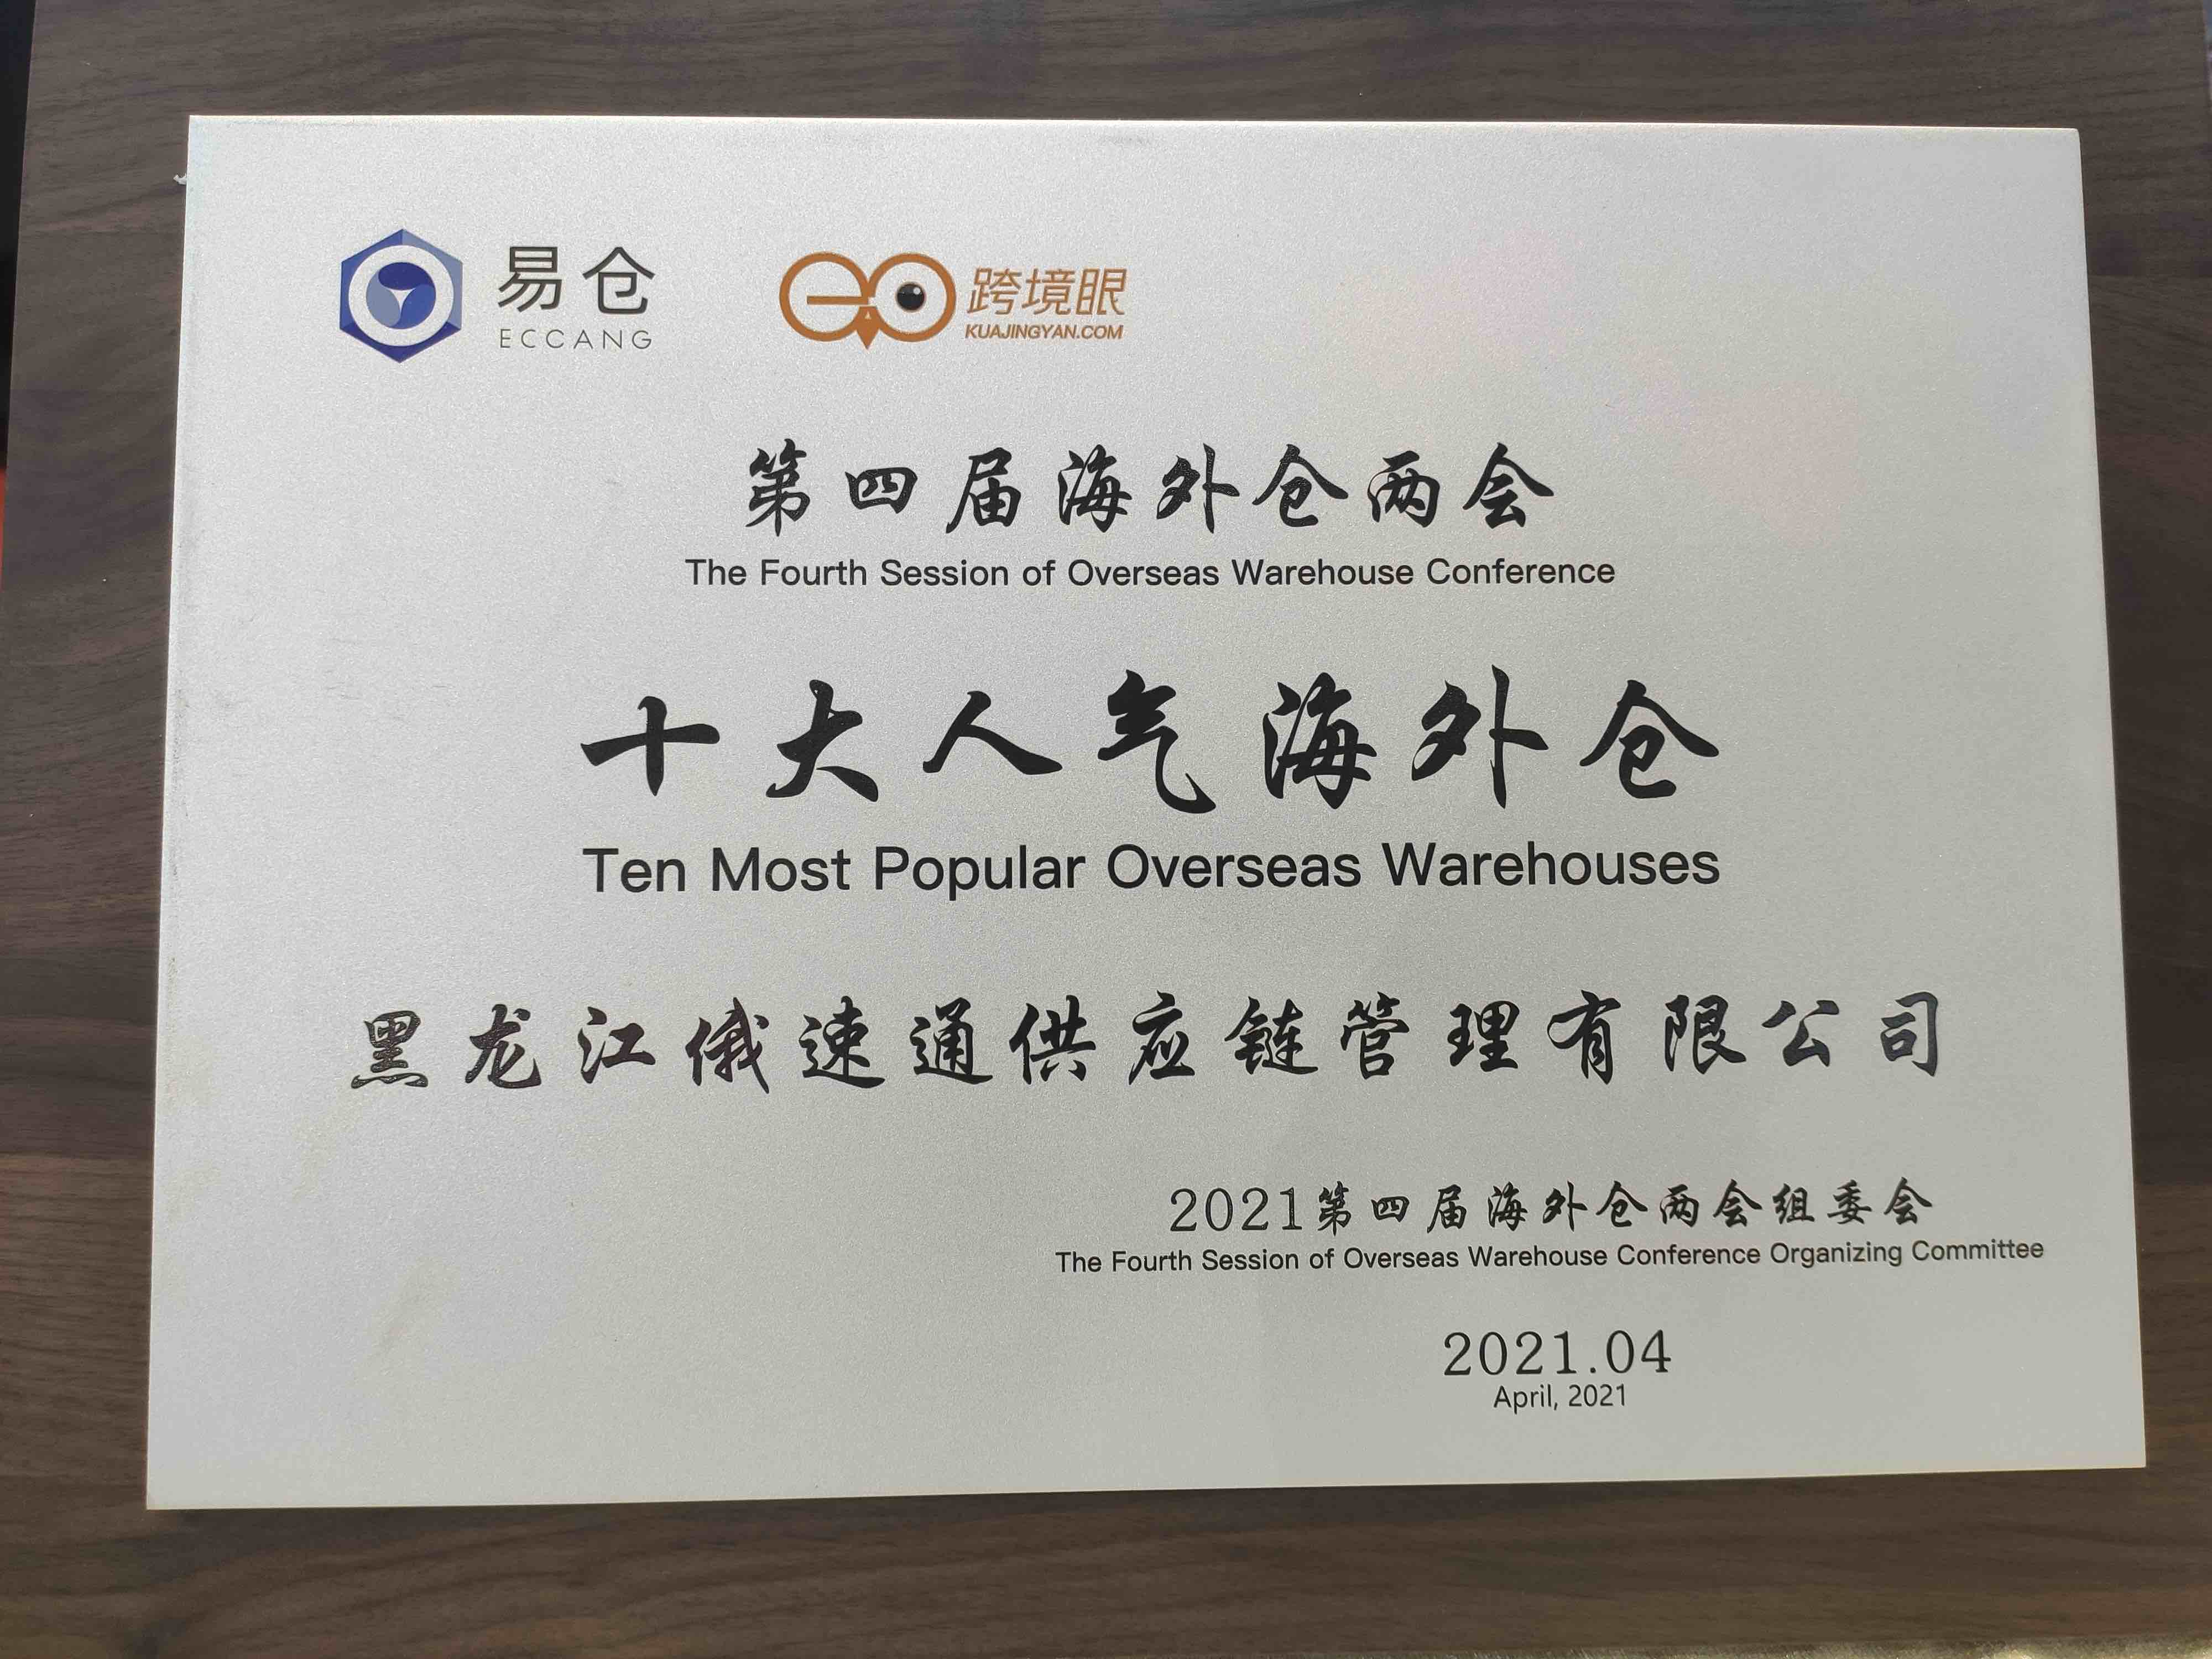 易仓
ECCANG
跨境眼
KUAJINGYAN.COM
第四届海外仓两会
The Fourth Session of Overseas Warehouse Conference
十大人气海外仓
Ten Most Popular Overseas Warehouses
黑龙江俄速通供应链管理有限公司
2021第四届海外仓两会组委会
The Fourth Session of Overseas Warehouse Conference Organizing Committee
2021.04
April, 2021